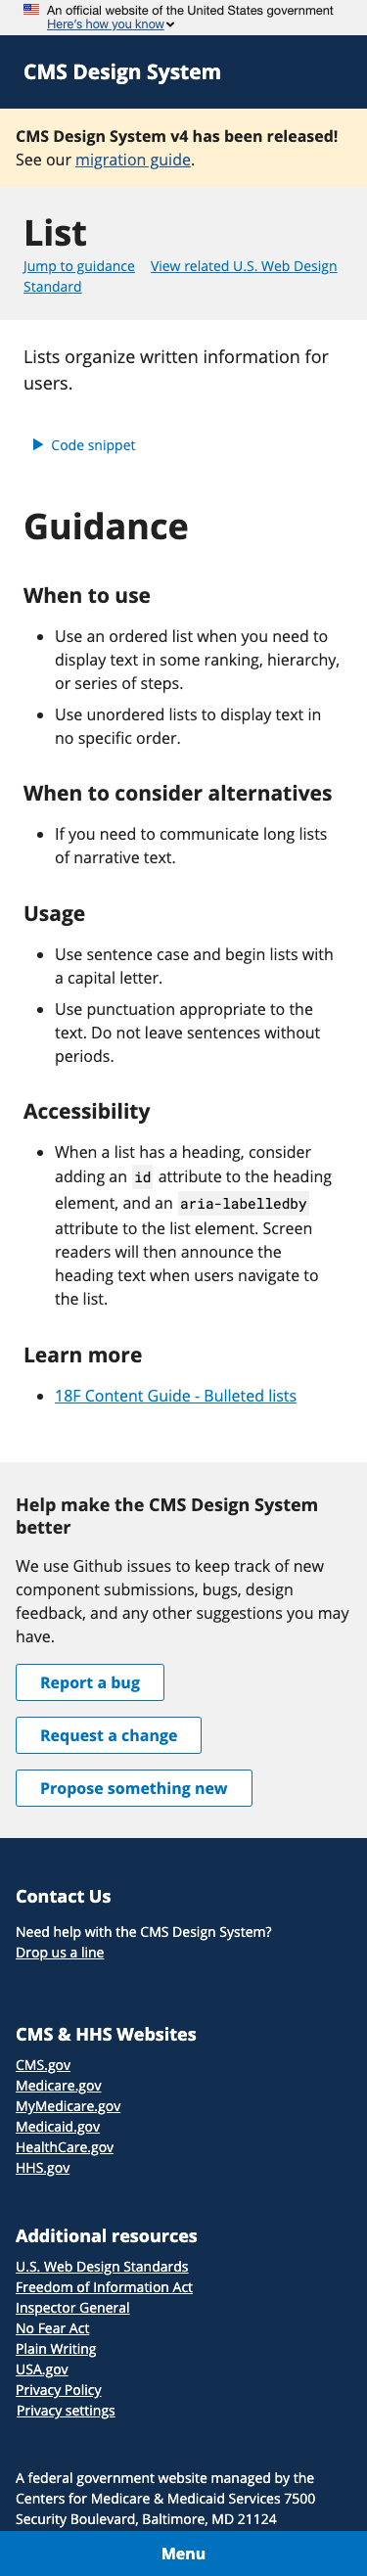 An official website of the United States government
Here's how you know
CMS Design System
CMS Design System v4 has been released!
See our migration guide.
List
Jump to guidance View related U.S. Web Design
Standard
Lists organize written information for
users.
Code snippet
Guidance
When to use
Use an ordered list when you need to
display text in some ranking, hierarchy,
or series of steps.
Use unordered lists to display text in
no specific order.
When to consider alternatives
If you need to communicate long lists
of narrative text.
Usage
Use sentence case and begin lists with
a capital letter.
Use punctuation appropriate to the
text. Do not leave sentences without
periods.
Accessibility
When a list has a heading, consider
adding an id attribute to the heading
element, and an aria-labelledby
attribute to the list element. Screen
readers will then announce the
heading text when users navigate to
the list.
Learn more
18F Content Guide - Bulleted lists
Help make the CMS Design System
better
We use Github issues to keep track of new
component submissions, bugs, design
feedback, and any other suggestions you may
have.
Report a bug
Request a change
Propose something new
Contact Us
Need help with the CMS Design System?
Drop us a line
CMS & HHS Websites
CMS.gov
Medicare.gov
MyMedicare.gov
Medicaid.gov
HealthCare.gov
HHS.gov
Additional resources
U.S. Web Design Standards
Freedom of Information Act
Inspector General
No Fear Act
Plain Writing
USA.gov
Privacy Policy
Privacy settings
A federal government website managed by the
Centers for Medicare & Medicaid Services 7500
Security Boulevard, Baltimore, MD 21124
Menu